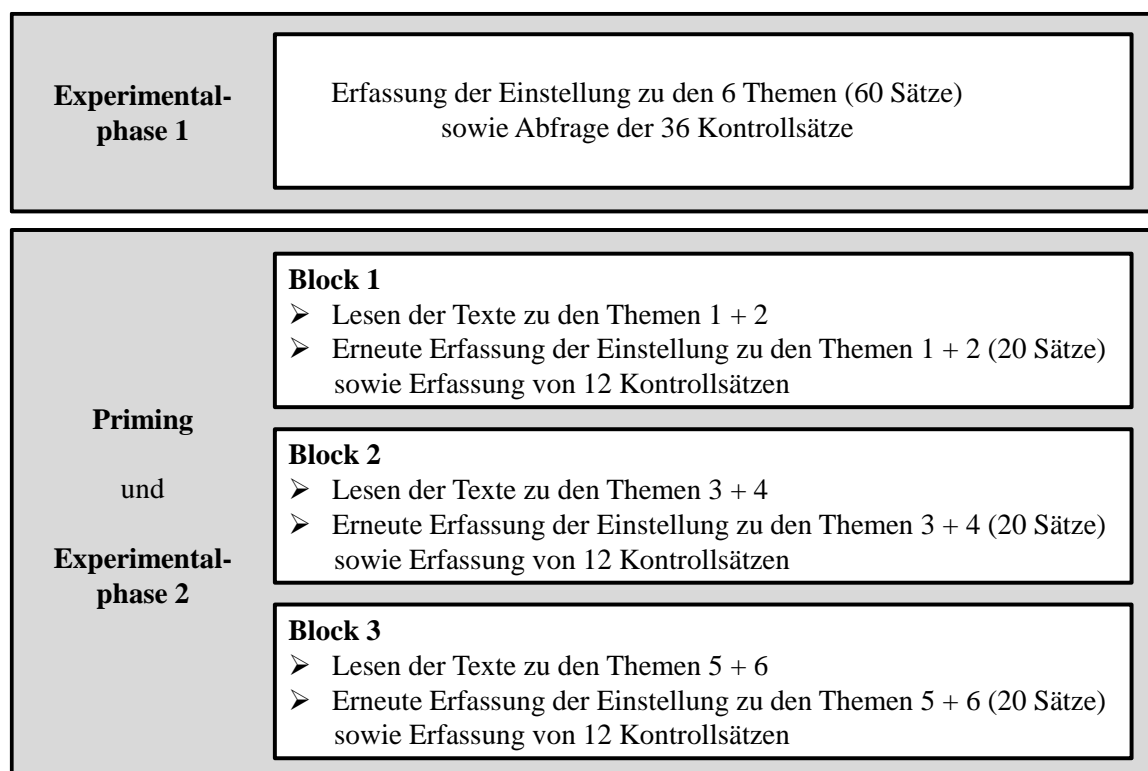 Experimental-
phase 1
Erfassung der Einstellung zu den 6 Themen (60 Sätze)
sowie Abfrage der 36 Kontrollsätze
Priming
und
Experimental-
phase 2
Block 1
➢ Lesen der Texte zu den Themen 1 + 2
➢ Erneute Erfassung der Einstellung zu den Themen 1 + 2 (20 Sätze)
sowie Erfassung von 12 Kontrollsätzen
Block 2
➢ Lesen der Texte zu den Themen 3 + 4
➢ Erneute Erfassung der Einstellung zu den Themen 3 + 4 (20 Sätze)
sowie Erfassung von 12 Kontrollsätzen
Block 3
➢ Lesen der Texte zu den Themen 5 + 6
➢ Erneute Erfassung der Einstellung zu den Themen 5 + 6 (20 Sätze)
sowie Erfassung von 12 Kontrollsätzen